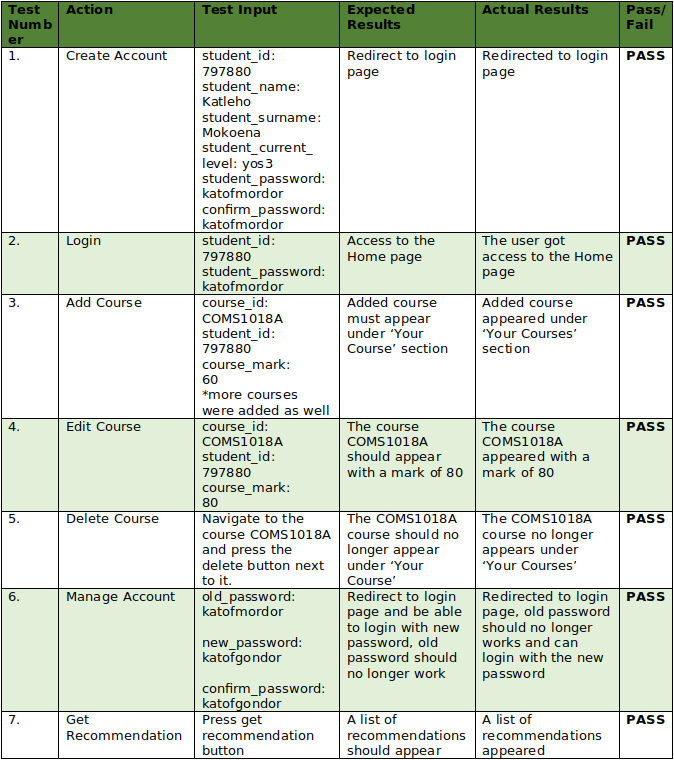 Test Numb er Action Test Input Expected Results Actual Results Pass/ Fail
1. Create Account student_id: Redirect to login Redirected to login PASS
797880 page page
student_name:
Katleho
student_surname:
Mokoena
student_current_
level: yos3
student_password:
katofmordor
confirm_password:
katofmordor
2. Login student_id: Access to the The user got PASS
797880 Home page access to the Home
student_password: page
katofmordor
3. Add Course course_id: Added course Added course PASS
COMS1018A must appear appeared under
student_id: under ‘Your ‘Your Courses’
797880 Course’ section section
course_mark:
60
*more courses
were added as well
4. Edit Course course_id: The course The course PASS
COMS1018A COMS1018A COMS1018A
student_id: should appear appeared with a
797880 with a mark of 80 mark of 80
course_mark:
80
5. Delete Course Navigate to the The COMS1018A The COMS1018A PASS
course COMS1018A course should no course no longer
and press the longer appear appears under
delete button next under ‘Your ‘Your Courses’
to it. Course’
6. Manage Account old_password: Redirect to login Redirected to login PASS
katofmordor page and be able page, old password
to login with new should no longer
new_password: password, old works and can
katofgondor password should login with the new
no longer work password
confirm_password:
katofgondor
7. Get Press get A list of A list of PASS
Recommendation recommendation recommendations recommendations
button should appear appeared